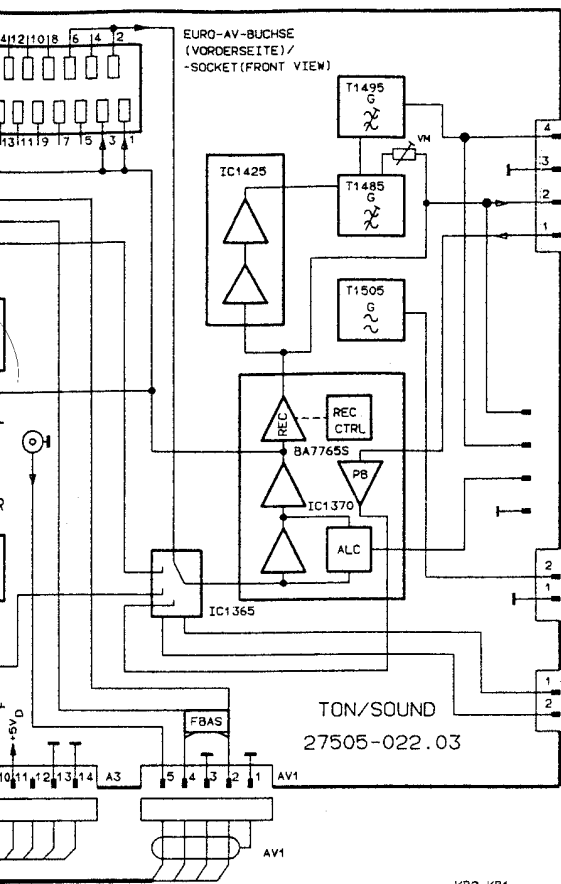 4 12 10 8 6 4 2
EURO-AV-BUCHSE
(VORDERSEITE)/
-SOCKET(FRONT VIEW)
13 11 9 7 5 3 1
T1495
G
VM
IC1425
T1485
G
4
3
2
1
T1505
G
REC
REC
CTRL
BA7765S
PB
IC1370
ALC
IC1365
2
1
1
2
+5VD
FBAS
TON/SOUND
27505-022.03
10 11 12 13 14 A3
5 4 3 2 1 AV1
AV1